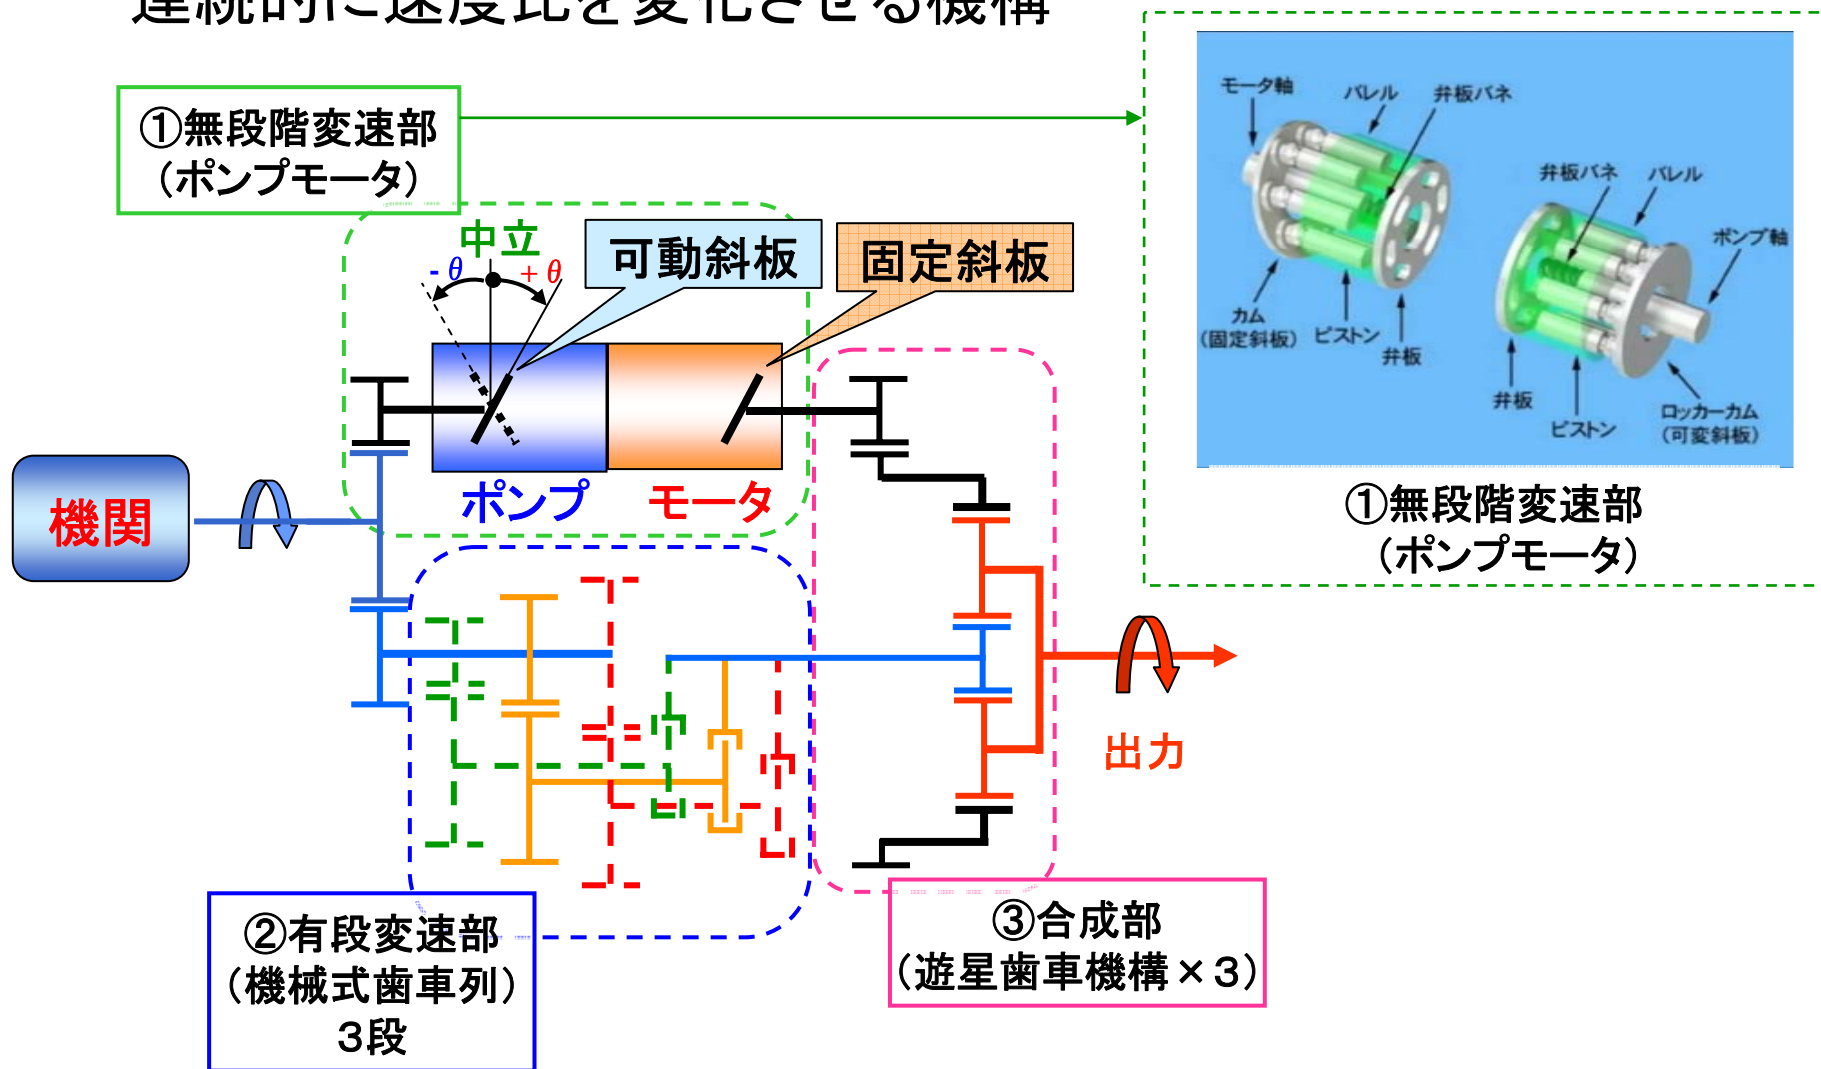 連続的に速度比を変化させる機構
①無段階変速部
（ポンプモータ）
中立
- θ
+ θ
可動斜板
固定斜板
ポンプ
モータ
機関
出力
②有段変速部
（機械式歯車列）
３段
③合成部
（遊星歯車機構×３）
モータ軸
バレル
弁板バネ
弁板バネ
バレル
ポンプ軸
カム
（固定斜板）
ピストン
弁板
弁板
ピストン
ロッカーカム
（可変斜板）
①無段階変速部
（ポンプモータ）